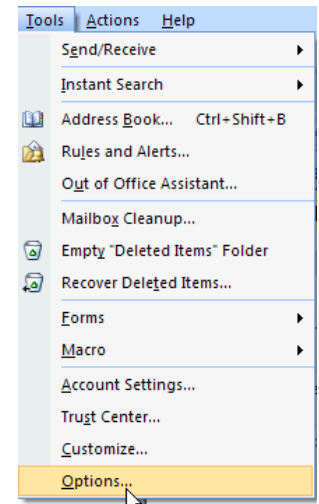 Tools Actions Help
Send/Receive
Instant Search
Address Book... Ctrl+Shift+B
Rules and Alerts...
Out of Office Assistant...
Mailbox Cleanup...
Empty "Deleted Items" Folder
Recover Deleted Items...
Forms
Macro
Account Settings...
Trust Center...
Customize...
Options...